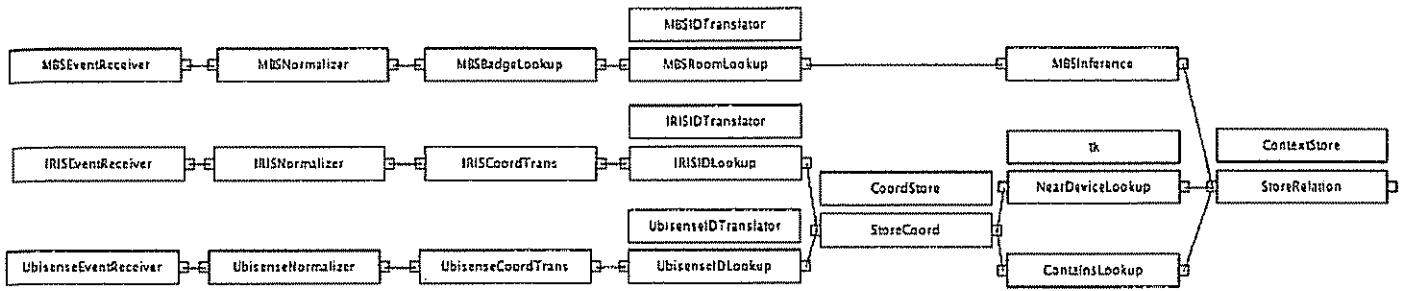 MBSIDTranslator
MBSEventReceiver MBSNormalizer MBSBadgeLookup MBSRoomLookup MBSInference
IRISIDTranslator tk ContextStore
IRISEventReceiver IRISNormalizer IRISCoordTrans IRISIDLookup
CoordStore NearDeviceLookup StoreRelation
UbisenseIDTranslator StoreCoord
UbisenseEventReceiver UbisenseNormalizer UbisenseCoordTrans UbisenseIDLookup ContainsLookup